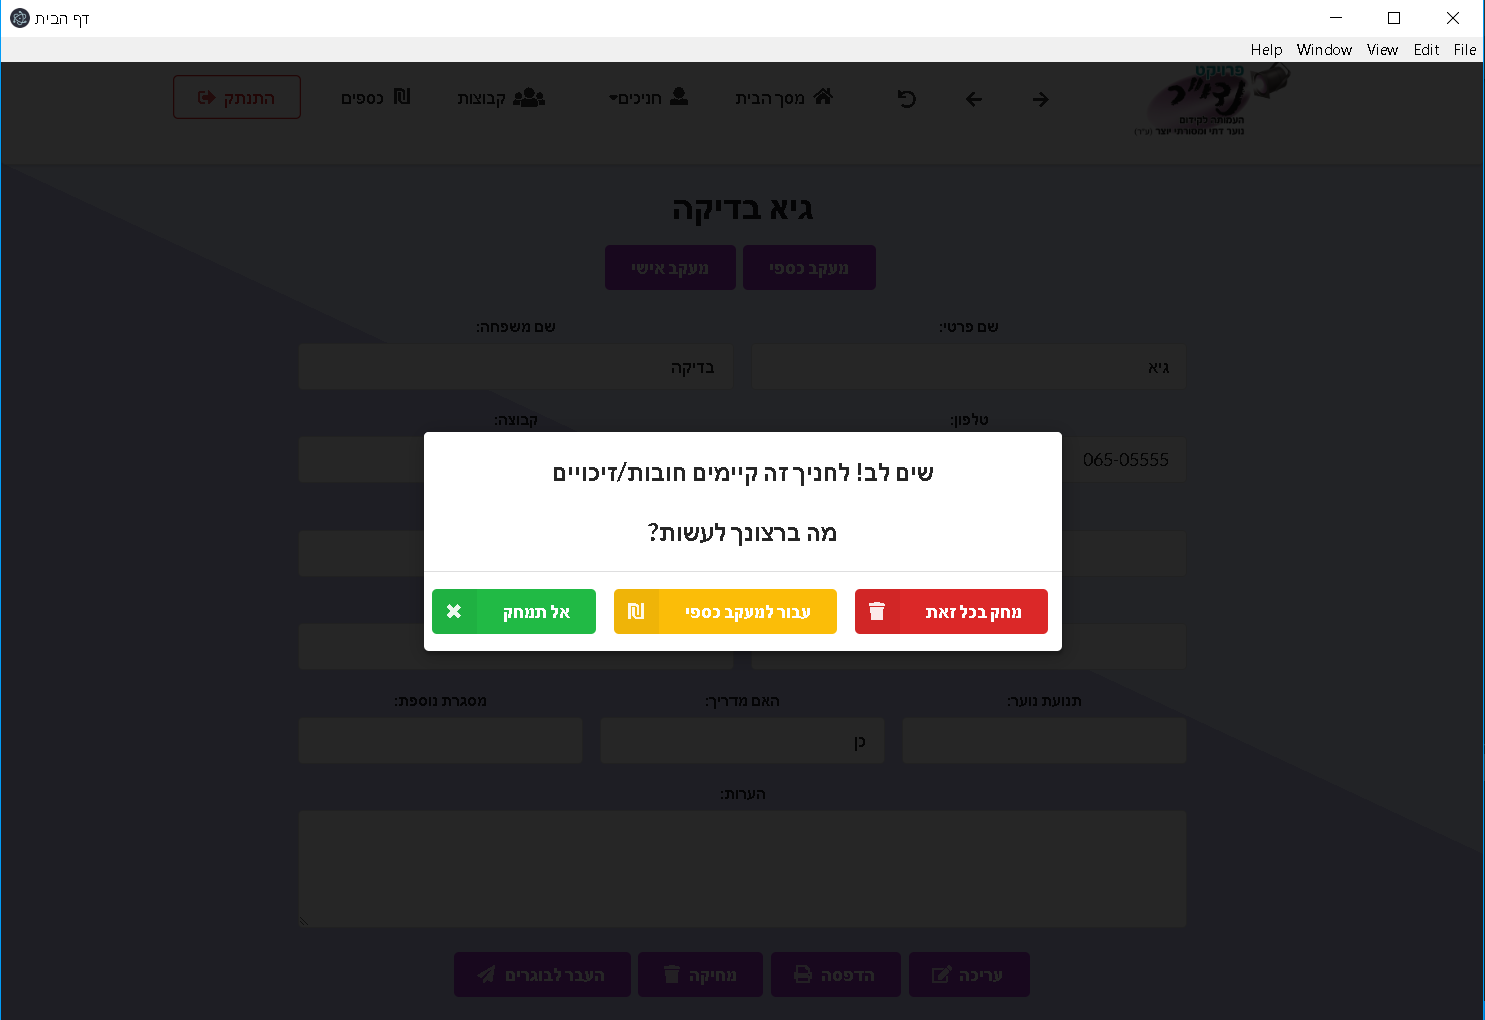 דף הבית
File Edit View Window Help
פרויקט
נדי"ר
העמותה לקידום
נוער דתי ומסורתי יוצר (ע"ר)
מסך הבית
חניכים
קבוצות
כספים
התנתק
גיא בדיקה
מעקב כספי
מעקב אישי
שם פרטי: שם משפחה:
גיא בדיקה
טלפון: קבוצה:
065-05555
שים לב! לחניך זה קיימים חובות/זיכויים
מה ברצונך לעשות?
מחק בכל זאת
עבור למעקב כספי
אל תמחק
תנועת נוער: האם מדריך: מסגרת נוספת:
כן
הערות:
עריכה
הדפסה
מחיקה
העבר לבוגרים